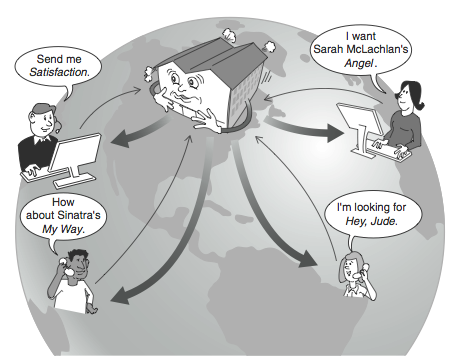 Send me
Satisfaction.
I want
Sarah McLachlan's
Angel.
How
about Sinatra's
My Way.
I'm looking for
Hey, Jude.